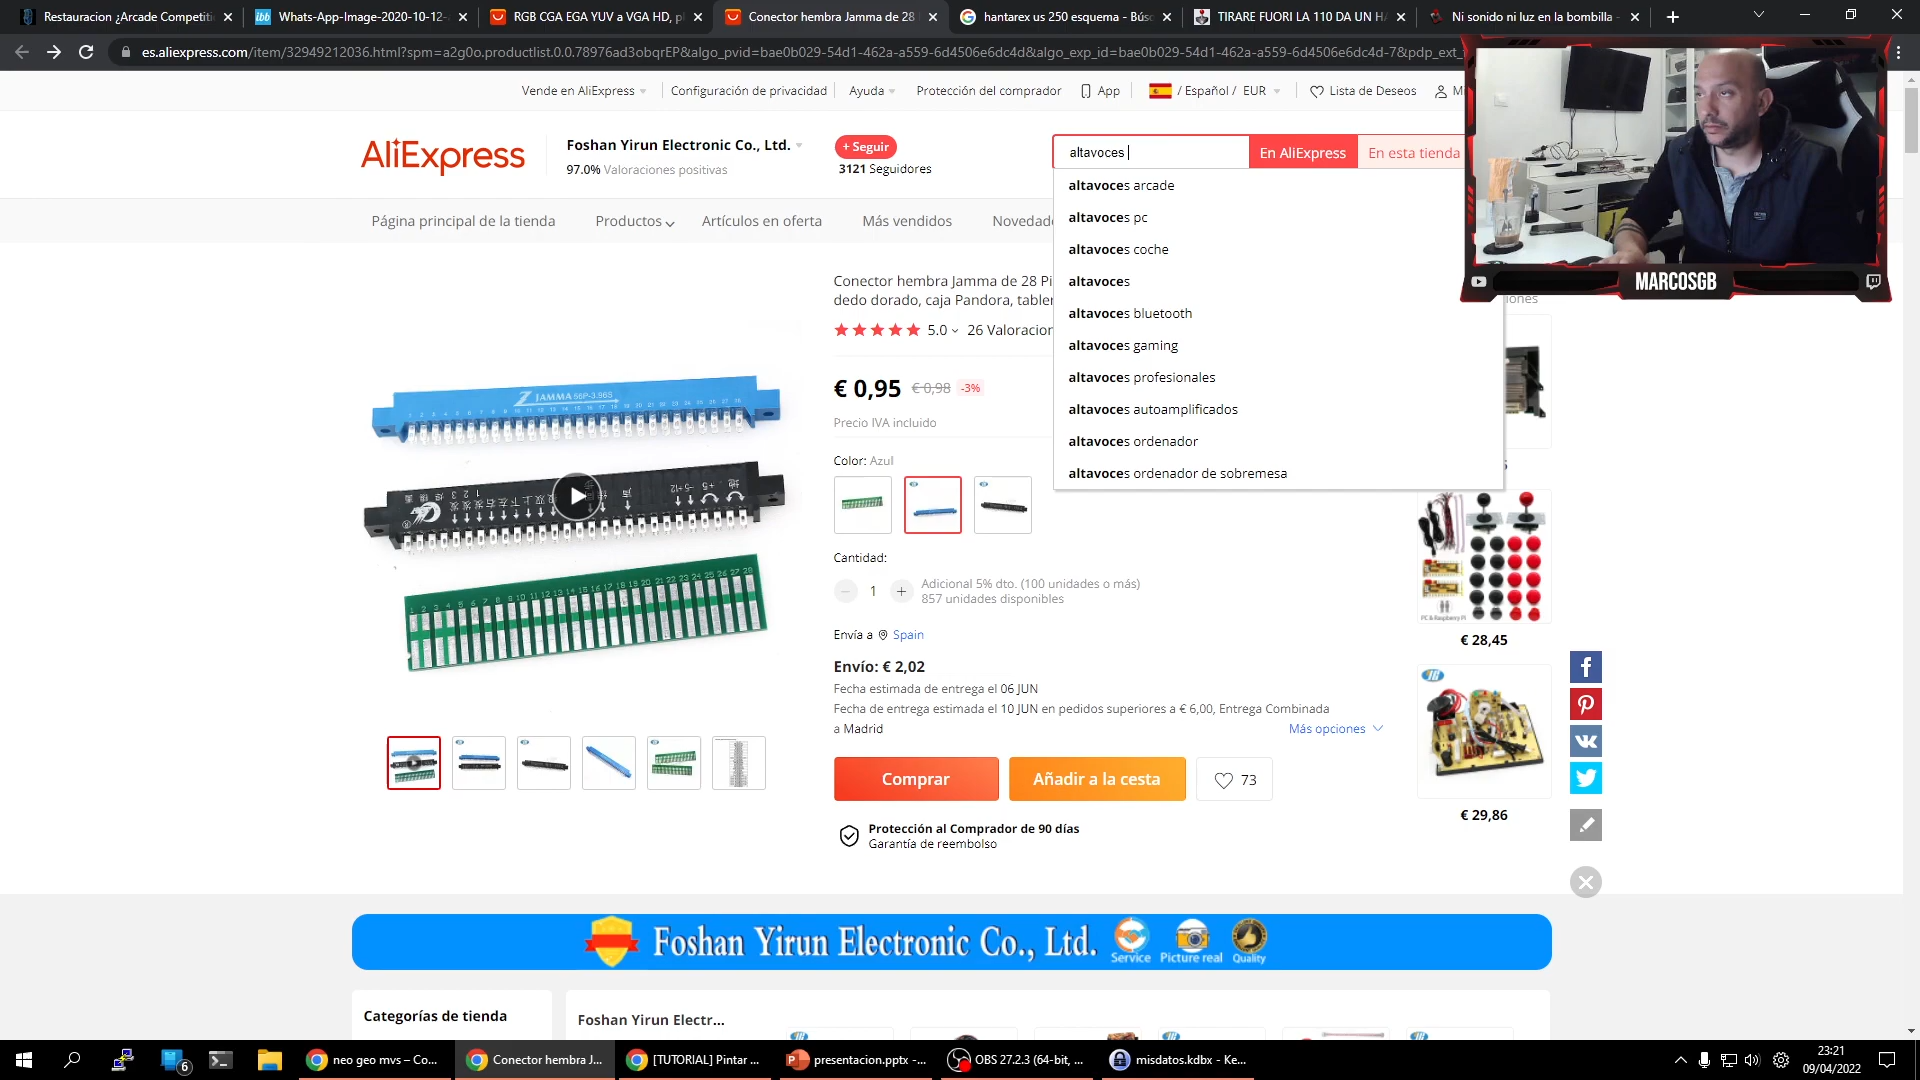 Restauracion ¿Arcade Competiti
Whats-App-Image-2020-10-12-
RGB CGA EGA YUV a VGA HD, p
Conector hembra Jamma de 28
hantarex us 250 esquema - Bús
TIRARE FUORI LA 110 DA UN H
Ni sonido ni luz en la bombilla
es.aliexpress.com/item/32949212036.html?spm=a2g0o.productlist.0.0.78976ad3obqrEP&algo_pvid=bae0b029-54d1-462a-a559-6d4506e6dc4d&algo_exp_id=bae0b029-54d1-462a-a559-6d4506e6dc4d-7&pdp_ext_
Vende en AliExpress
Configuración de privacidad
Ayuda
Protección del comprador
App
/ Español / EUR
Lista de Deseos
AliExpress
Foshan Yirun Electronic Co., Ltd.
97.0% Valoraciones positivas
+ Seguir
3121 Seguidores
altavoces
En AliExpress
En esta tienda
altavoces arcade
altavoces pc
altavoces coche
altavoces
altavoces bluetooth
altavoces gaming
altavoces profesionales
altavoces autoamplificados
altavoces ordenador
altavoces ordenador de sobremesa
MARCOSGB
Página principal de la tienda
Productos
Artículos en oferta
Más vendidos
Novedad
Conector hembra Jamma de 28 Pi
dedo dorado, caja Pandora, tabler
5.0
26 Valoracion
€ 0,95 € 0,98 -3%
Precio IVA incluido
Color: Azul
Cantidad:
1
Adicional 5% dto. (100 unidades o más)
857 unidades disponibles
Envía a Spain
Envío: € 2,02
Fecha estimada de entrega el 06 JUN
Fecha de entrega estimada el 10 JUN en pedidos superiores a € 6,00, Entrega Combinada
a Madrid
Más opciones
Comprar
Añadir a la cesta
73
Protección al Comprador de 90 días
Garantía de reembolso
JAMMA 56P-3.96S
€ 28,45
€ 29,86
PC & Raspberry Pi
Foshan Yirun Electronic Co., Ltd.
Service
Picture real
Quality
Categorías de tienda
Foshan Yirun Electr...
6
neo geo mvs – Co...
Conector hembra J...
[TUTORIAL] Pintar ...
presentacion.pptx -...
OBS 27.2.3 (64-bit, ...
misdatos.kdbx - Ke...
23:21
09/04/2022